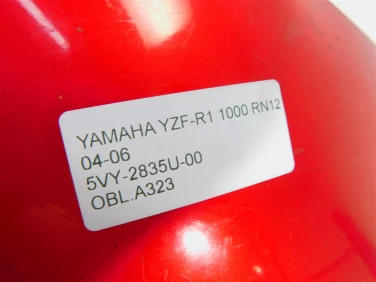 YAMAHA YZF-R1 1000 RN12
04-06
5VY-2835U-00
OBL.A323